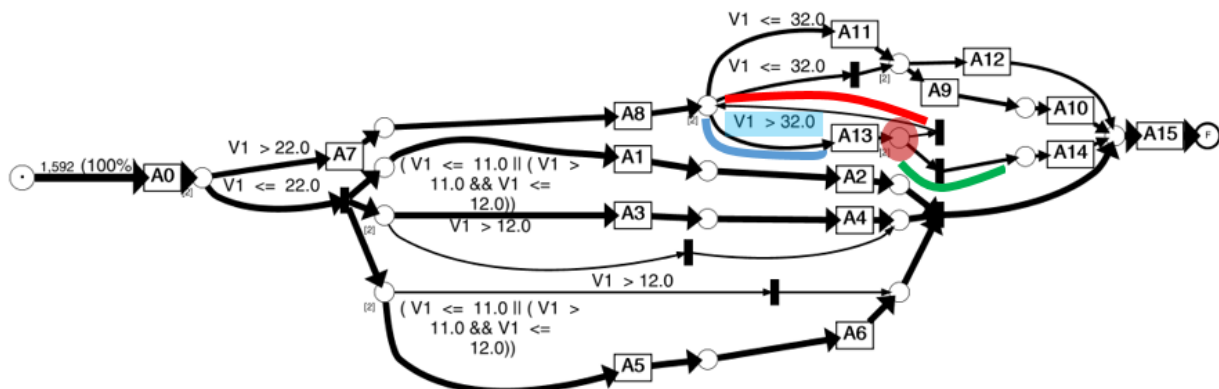 V1 <= 32.0
A11
A12
V1 <= 32.0
[2]
A9
A8
[2]
A10
V1 > 32.0
A13
[2]
A15
F
V1 > 22.0
A7
A1
A14
1,592 (100%
A0
[2]
V1 <= 22.0
( V1 <= 11.0 || ( V1 >
11.0 && V1 <=
12.0))
A2
[2]
A3
A4
V1 > 12.0
V1 > 12.0
[2]
( V1 <= 11.0 || ( V1 >
11.0 && V1 <=
12.0))
A6
A5